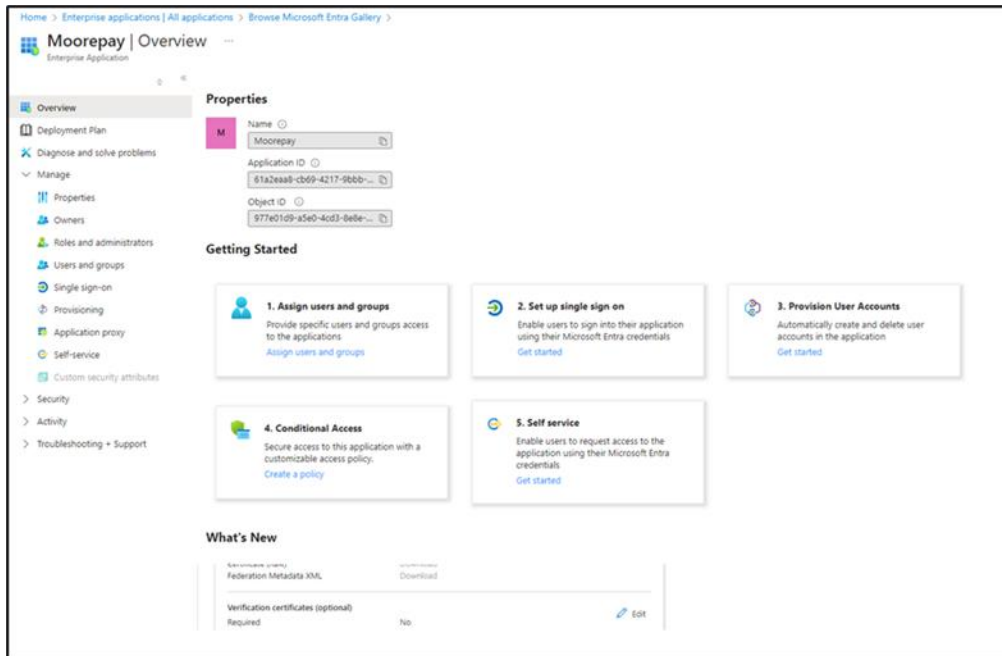 Home > Enterprise applications | All applications > Browse Microsoft Entra Gallery >
Moorepay | Overview ...
Enterprise Application
Overview
Deployment Plan
Diagnose and solve problems
Manage
Properties
Owners
Roles and administrators
Users and groups
Single sign-on
Provisioning
Application proxy
Self-service
Custom security attributes
Security
Activity
Troubleshooting + Support
Properties
M
Name
Moorepay
Application ID
61a2eaa8-cb69-4217-9bbb-...
Object ID
977e01d9-a5e0-4cd3-8e8e-...
Getting Started
1. Assign users and groups
Provide specific users and groups access
to the applications
Assign users and groups
2. Set up single sign on
Enable users to sign into their application
using their Microsoft Entra credentials
Get started
3. Provision User Accounts
Automatically create and delete user
accounts in the application
Get started
4. Conditional Access
Secure access to this application with a
customizable access policy.
Create a policy
5. Self service
Enable users to request access to the
application using their Microsoft Entra
credentials
Get started
What's New
Federation Metadata XML Download
Verification certificates (optional)
Edit
Required No